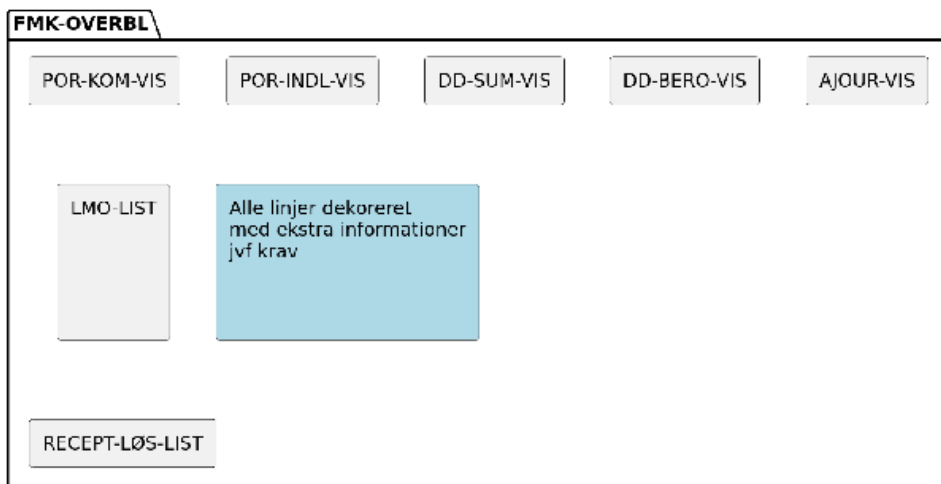 FMK-OVERBL
POR-KOM-VIS
POR-INDL-VIS
DD-SUM-VIS
DD-BERO-VIS
AJOUR-VIS
LMO-LIST
Alle linjer dekoreret
med ekstra informationer
jvf krav
RECEPT-LØS-LIST